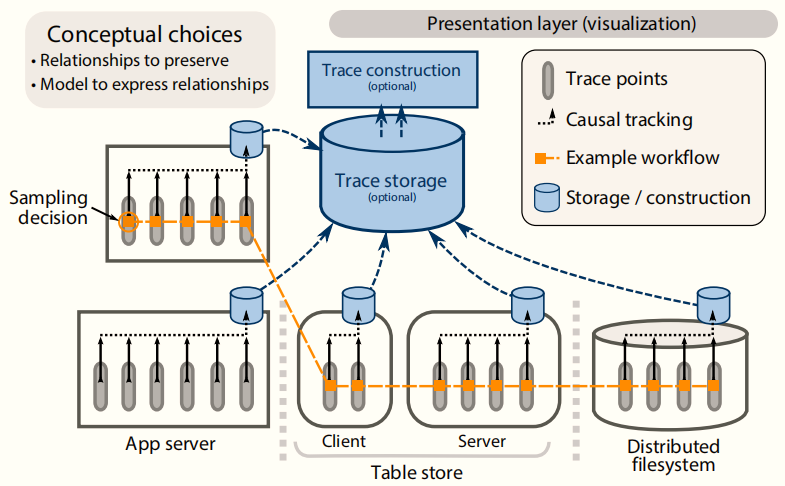 Conceptual choices
• Relationships to preserve
• Model to express relationships
Presentation layer (visualization)
Trace construction
(optional)
Trace storage
(optional)
Trace points
Causal tracking
Example workflow
Storage / construction
Sampling
decision
App server
Client
Server
Table store
Distributed
filesystem